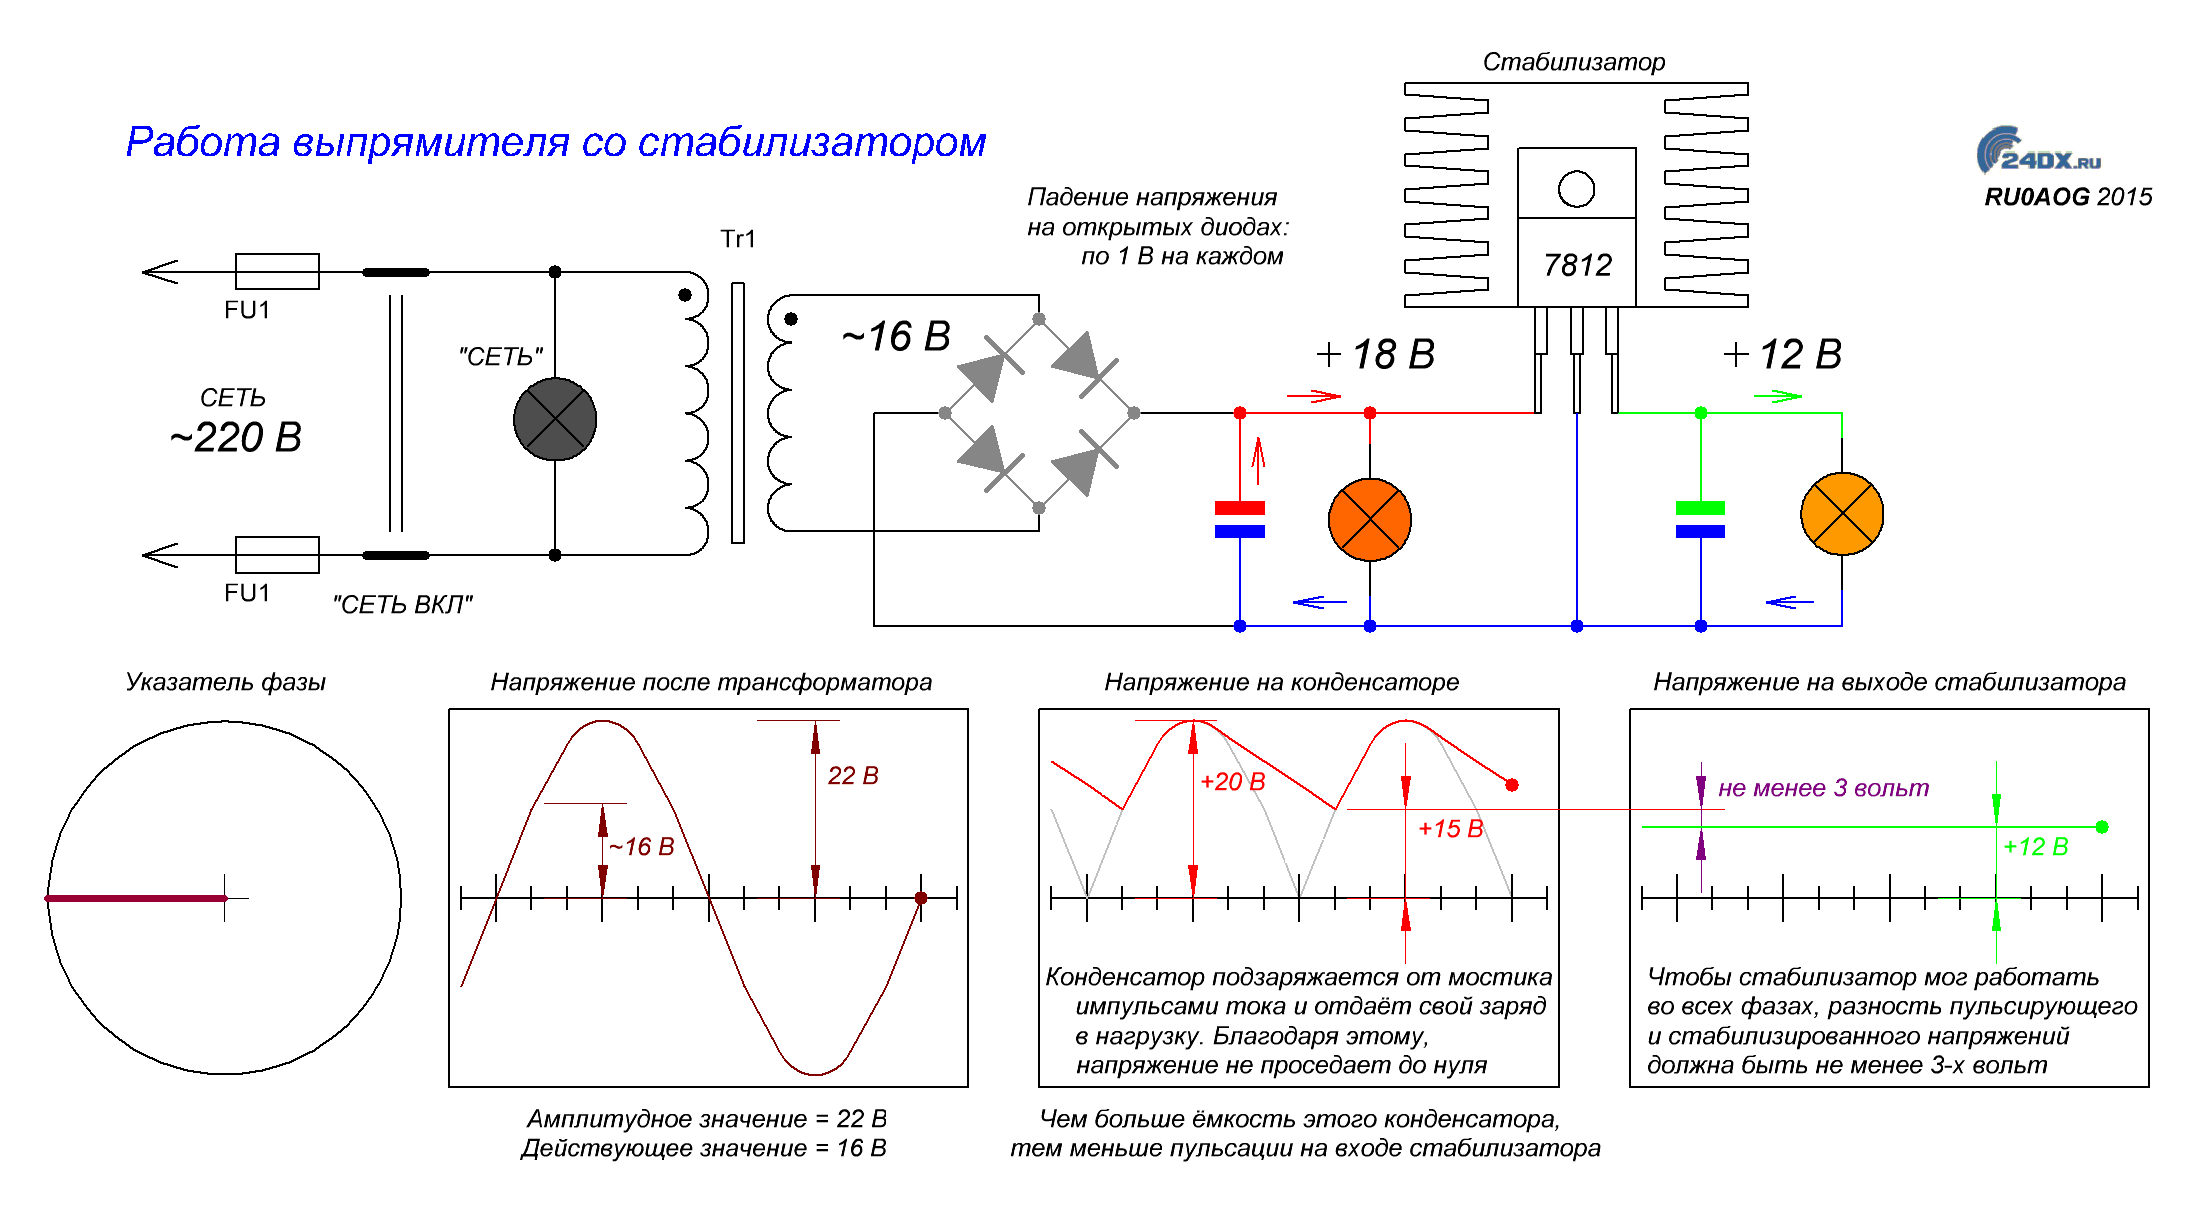 Стабилизатор
Работа выпрямителя со стабилизатором
24DX.RU
RU0AOG 2015
Падение напряжения
на открытых диодах:
по 1 В на каждом
Tr1
7812
FU1
"СЕТЬ"
~16 В
+ 18 В
+ 12 В
СЕТЬ
~220 В
FU1
"СЕТЬ ВКЛ"
Указатель фазы
Напряжение после трансформатора
22 В
~16 В
Амплитудное значение = 22 В
Действующее значение = 16 В
Напряжение на конденсаторе
+20 В
+15 В
Конденсатор подзаряжается от мостика
импульсами тока и отдаёт свой заряд
в нагрузку. Благодаря этому,
напряжение не проседает до нуля
Чем больше ёмкость этого конденсатора,
тем меньше пульсации на входе стабилизатора
Напряжение на выходе стабилизатора
не менее 3 вольт
+12 В
Чтобы стабилизатор мог работать
во всех фазах, разность пульсирующего
и стабилизированного напряжений
должна быть не менее 3-х вольт